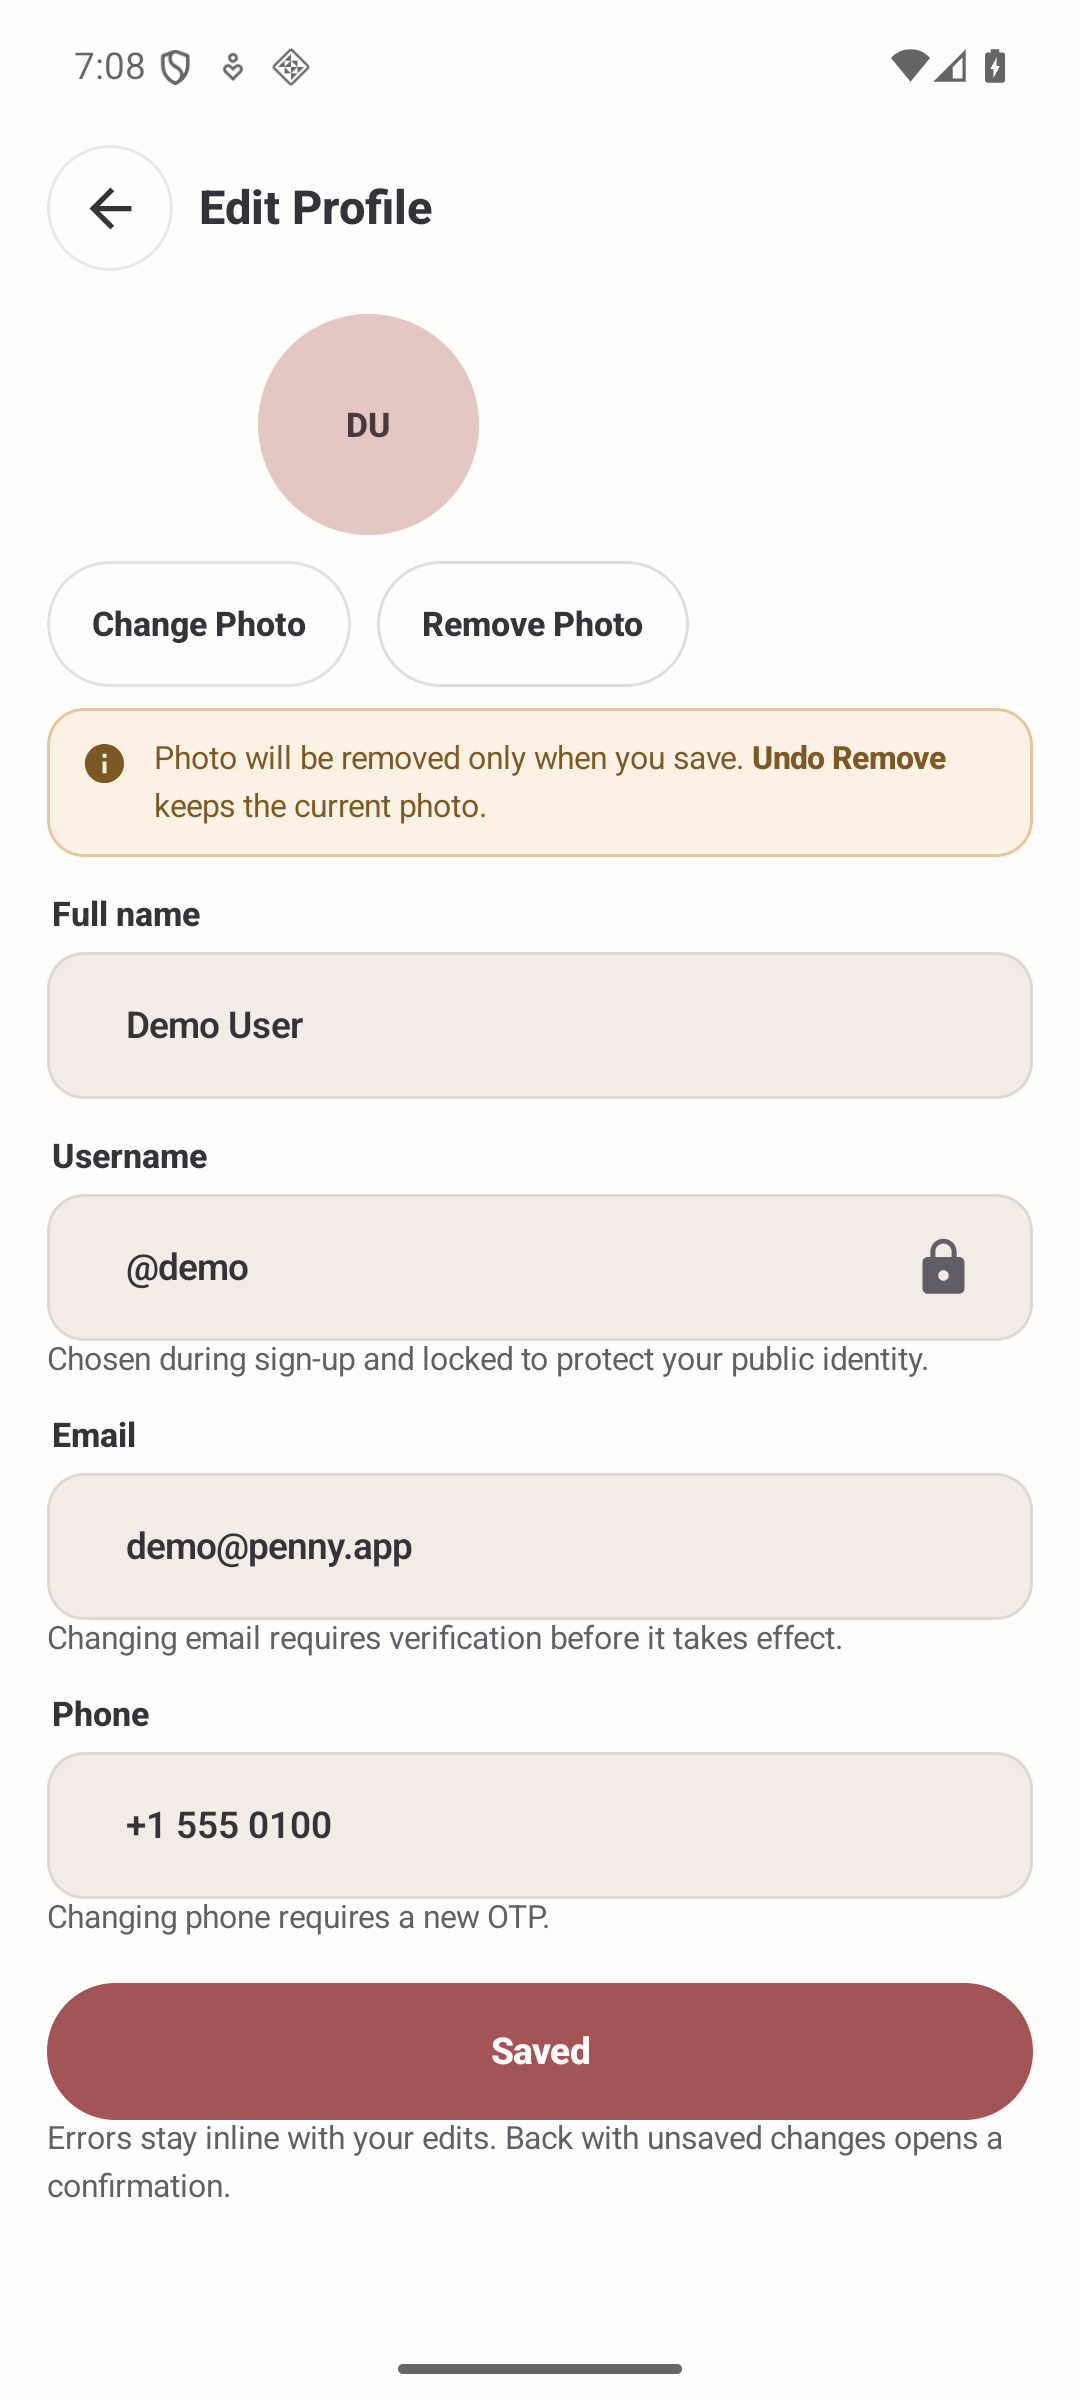 7:08
Edit Profile
DU
Change Photo
Remove Photo
Photo will be removed only when you save. Undo Remove
keeps the current photo.
Full name
Demo User
Username
@demo
Chosen during sign-up and locked to protect your public identity.
Email
demo@penny.app
Changing email requires verification before it takes effect.
Phone
+1 555 0100
Changing phone requires a new OTP.
Saved
Errors stay inline with your edits. Back with unsaved changes opens a
confirmation.